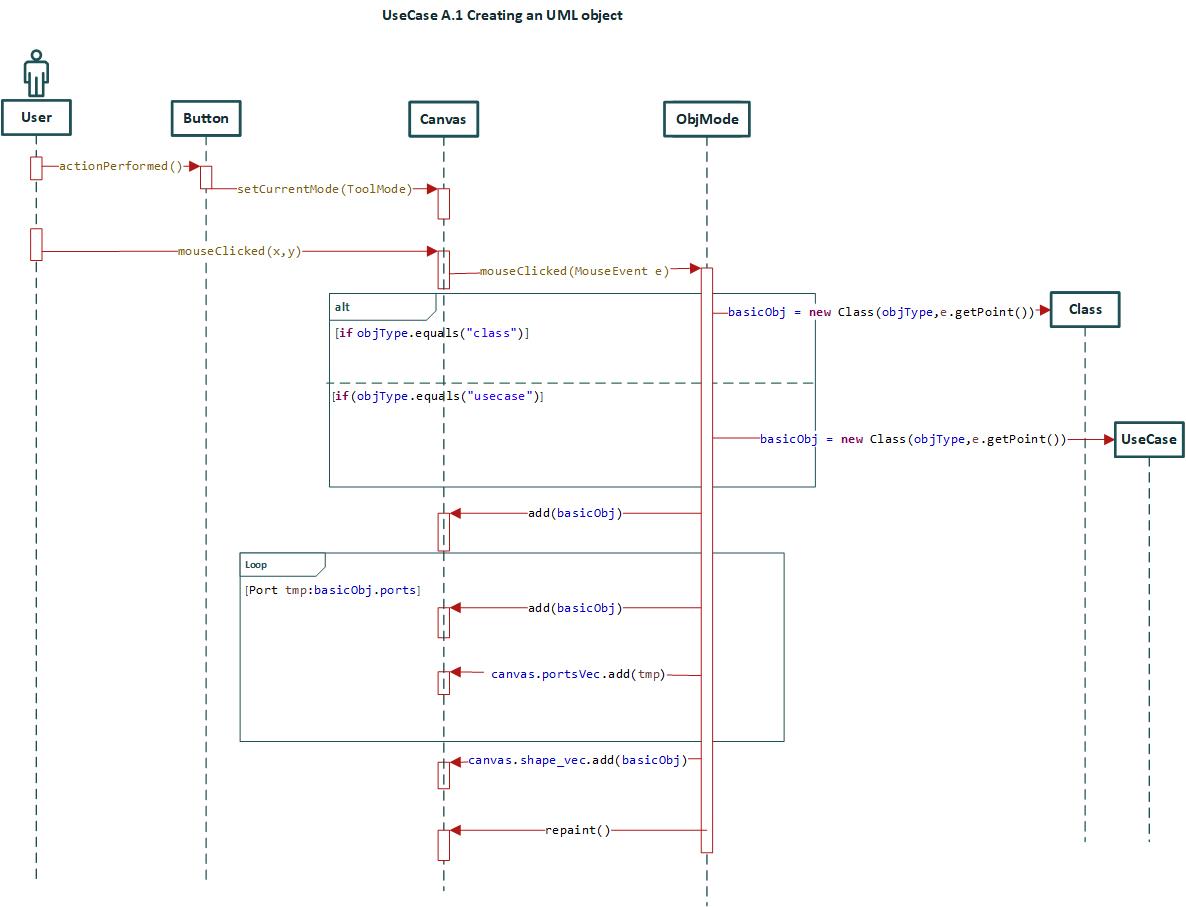 UseCase A.1 Creating an UML object
User
Button
Canvas
ObjMode
actionPerformed()
setCurrentMode(ToolMode)
mouseClicked(x,y)
mouseClicked(MouseEvent e)
alt
[if objType.equals("class")]
basicObj = new Class(objType,e.getPoint())
Class
[if(objType.equals("usecase")]
basicObj = new Class(objType,e.getPoint())
UseCase
add(basicObj)
Loop
[Port tmp:basicObj.ports]
add(basicObj)
canvas.portsVec.add(tmp)
canvas.shape_vec.add(basicObj)
repaint()